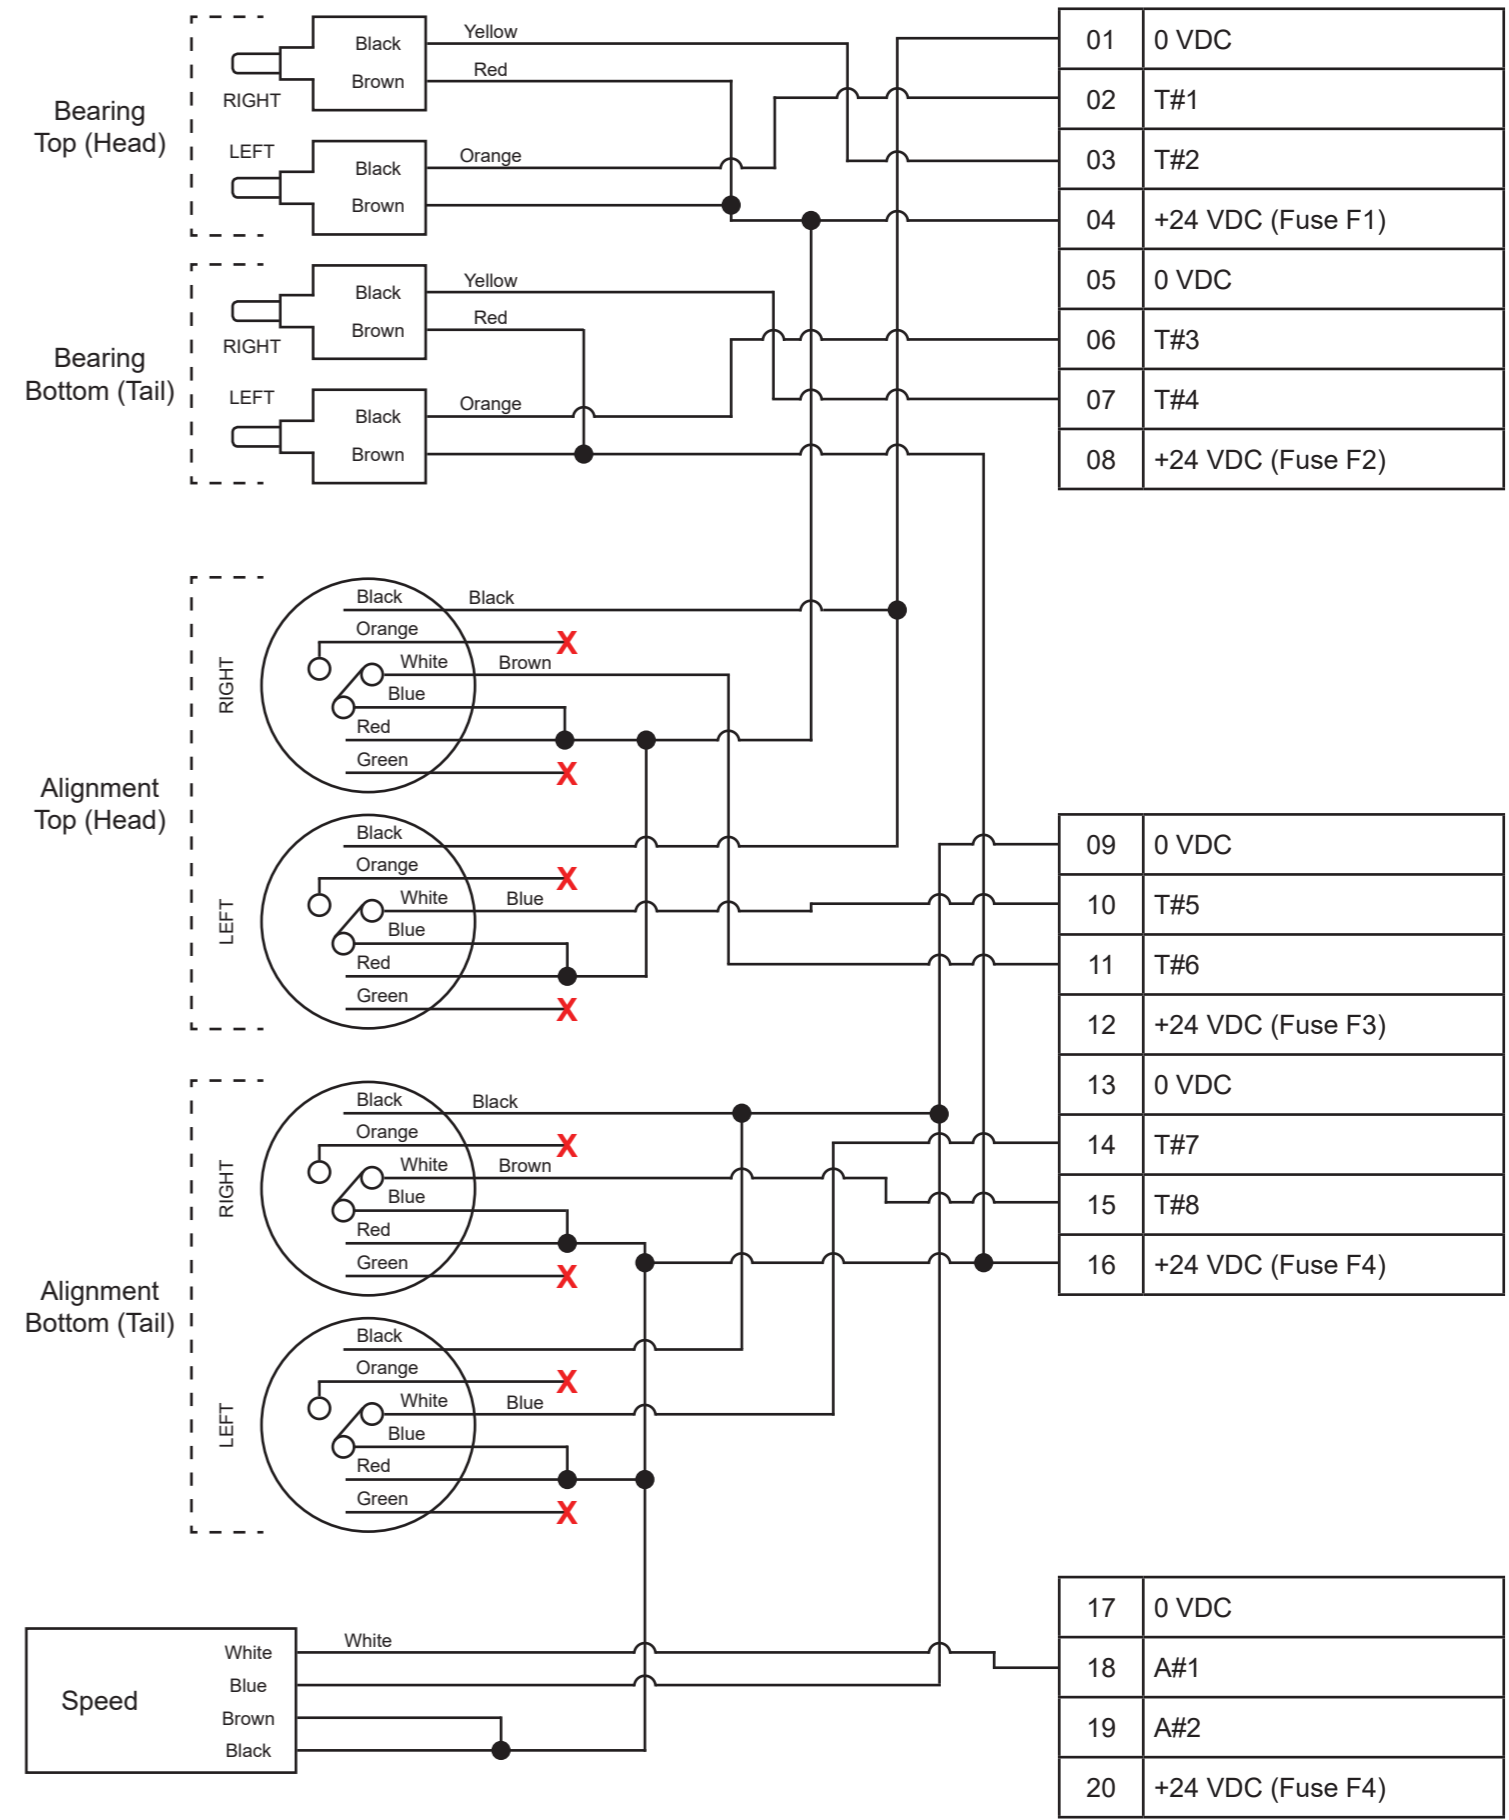 Bearing
Top (Head)
RIGHT
Black
Brown
Yellow
Red
LEFT
Black
Brown
Orange
Bearing
Bottom (Tail)
RIGHT
Black
Brown
Yellow
Red
LEFT
Black
Brown
Orange
01 0 VDC
02 T#1
03 T#2
04 +24 VDC (Fuse F1)
05 0 VDC
06 T#3
07 T#4
08 +24 VDC (Fuse F2)
Alignment
Top (Head)
RIGHT
Black Black
Orange X
White Brown
Blue
Red
Green X
LEFT
Black
Orange X
White Blue
Blue
Red
Green X
Alignment
Bottom (Tail)
RIGHT
Black Black
Orange X
White Brown
Blue
Red
Green X
LEFT
Black
Orange X
White Blue
Blue
Red
Green X
09 0 VDC
10 T#5
11 T#6
12 +24 VDC (Fuse F3)
13 0 VDC
14 T#7
15 T#8
16 +24 VDC (Fuse F4)
Speed
White White
Blue
Brown
Black
17 0 VDC
18 A#1
19 A#2
20 +24 VDC (Fuse F4)